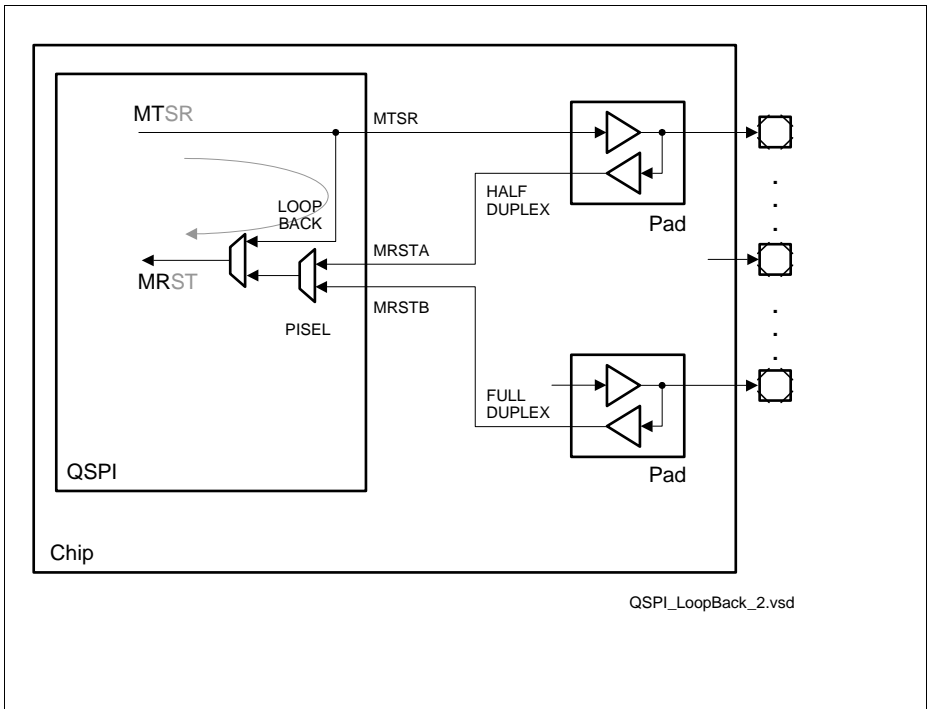 MTSR
MTSR
LOOP
BACK
HALF
DUPLEX
Pad
MRSTA
MRST
MRSTB
PISEL
FULL
DUPLEX
QSPI
Pad
Chip
QSPI_LoopBack_2.vsd